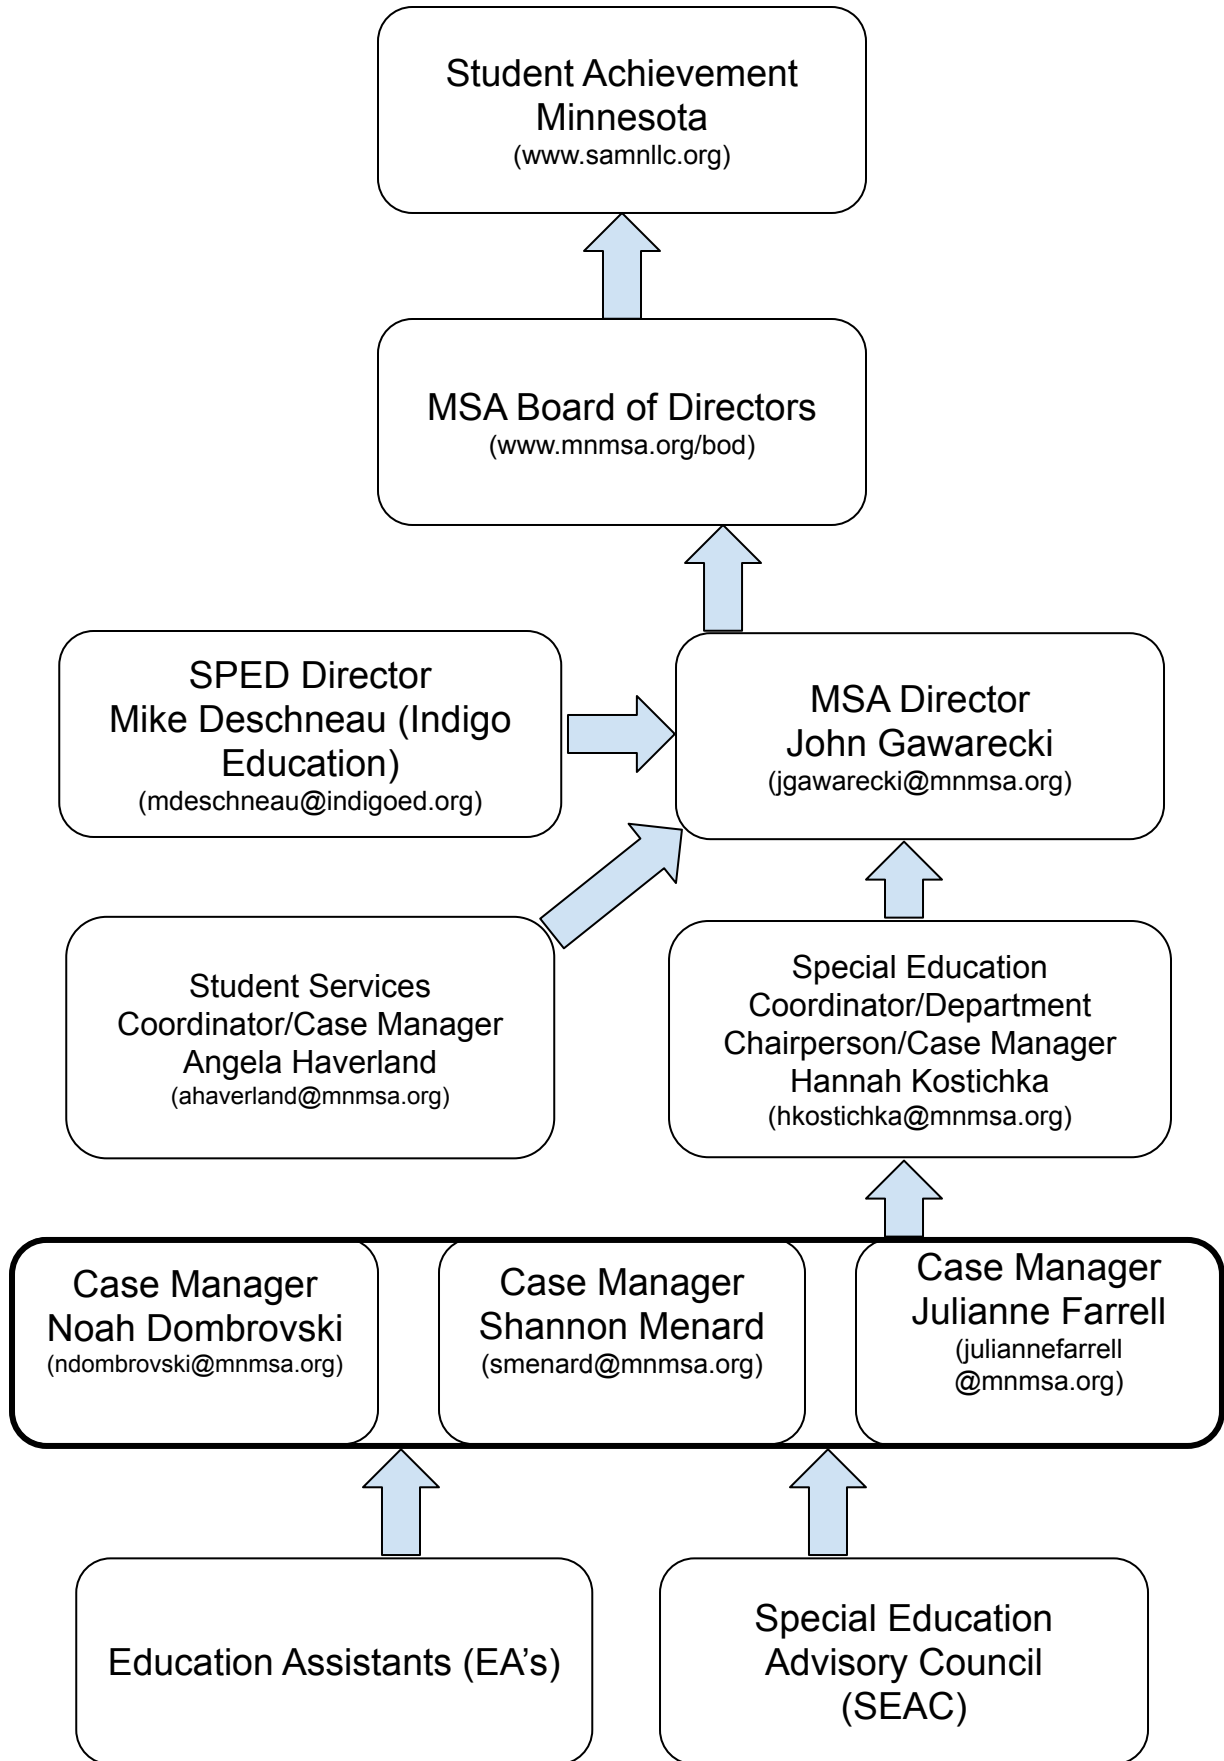 Student Achievement
Minnesota
(www.samnllc.org)
MSA Board of Directors
(www.mnmsa.org/bod)
SPED Director
Mike Deschneau (Indigo
Education)
(mdeschneau@indigoed.org)
MSA Director
John Gawarecki
(jgawarecki@mnmsa.org)
Student Services
Coordinator/Case Manager
Angela Haverland
(ahaverland@mnmsa.org)
Special Education
Coordinator/Department
Chairperson/Case Manager
Hannah Kostichka
(hkostichka@mnmsa.org)
Case Manager
Noah Dombrovski
(ndombrovski@mnmsa.org)
Case Manager
Shannon Menard
(smenard@mnmsa.org)
Case Manager
Julianne Farrell
(juliannefarrell
@mnmsa.org)
Education Assistants (EA’s)
Special Education
Advisory Council
(SEAC)